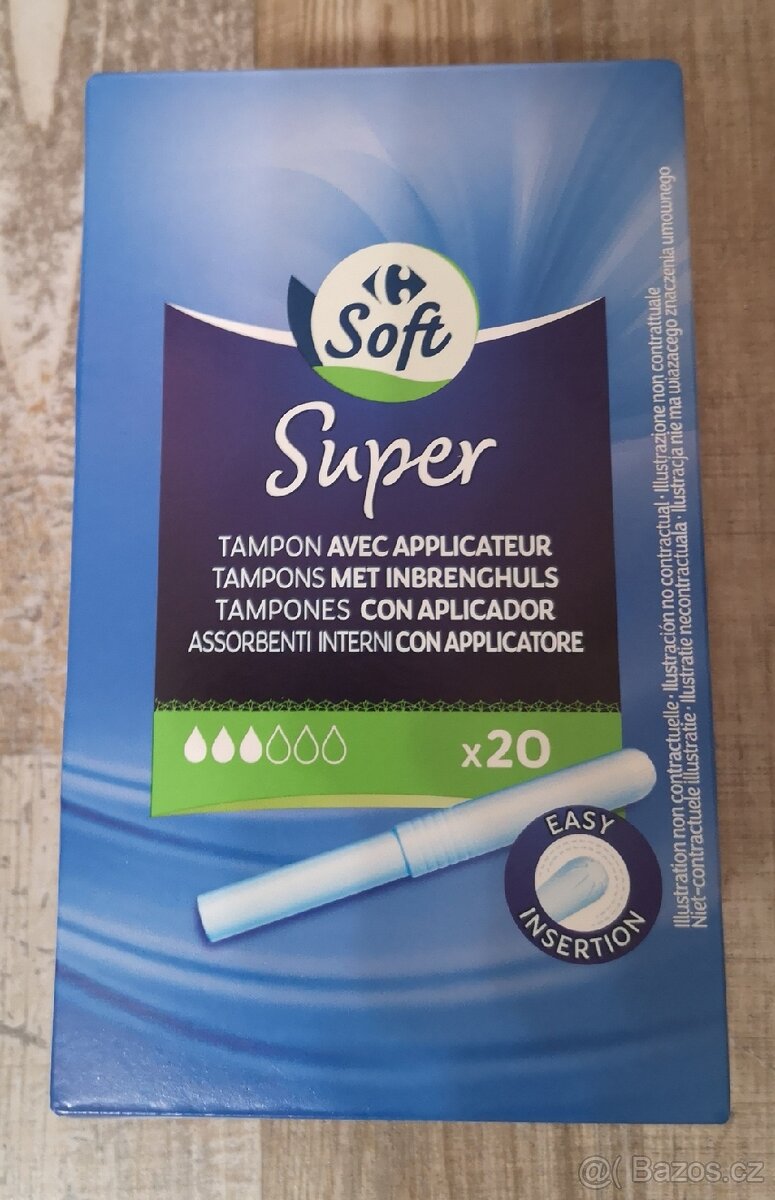 Soft
Super
TAMPON AVEC APPLICATEUR
TAMPONS MET INBRENGHULS
TAMPONES CON APLICADOR
ASSORBENTI INTERNI CON APPLICATORE
x20
EASY
INSERTION
Illustration non contractuelle · Ilustración no contractual · Illustrazione non contrattuale
Niet-contractuele illustratie · Ilustratie necontractuala · Ilustracja nie ma wiazacego znaczenia umownego
@( Bazos.cz